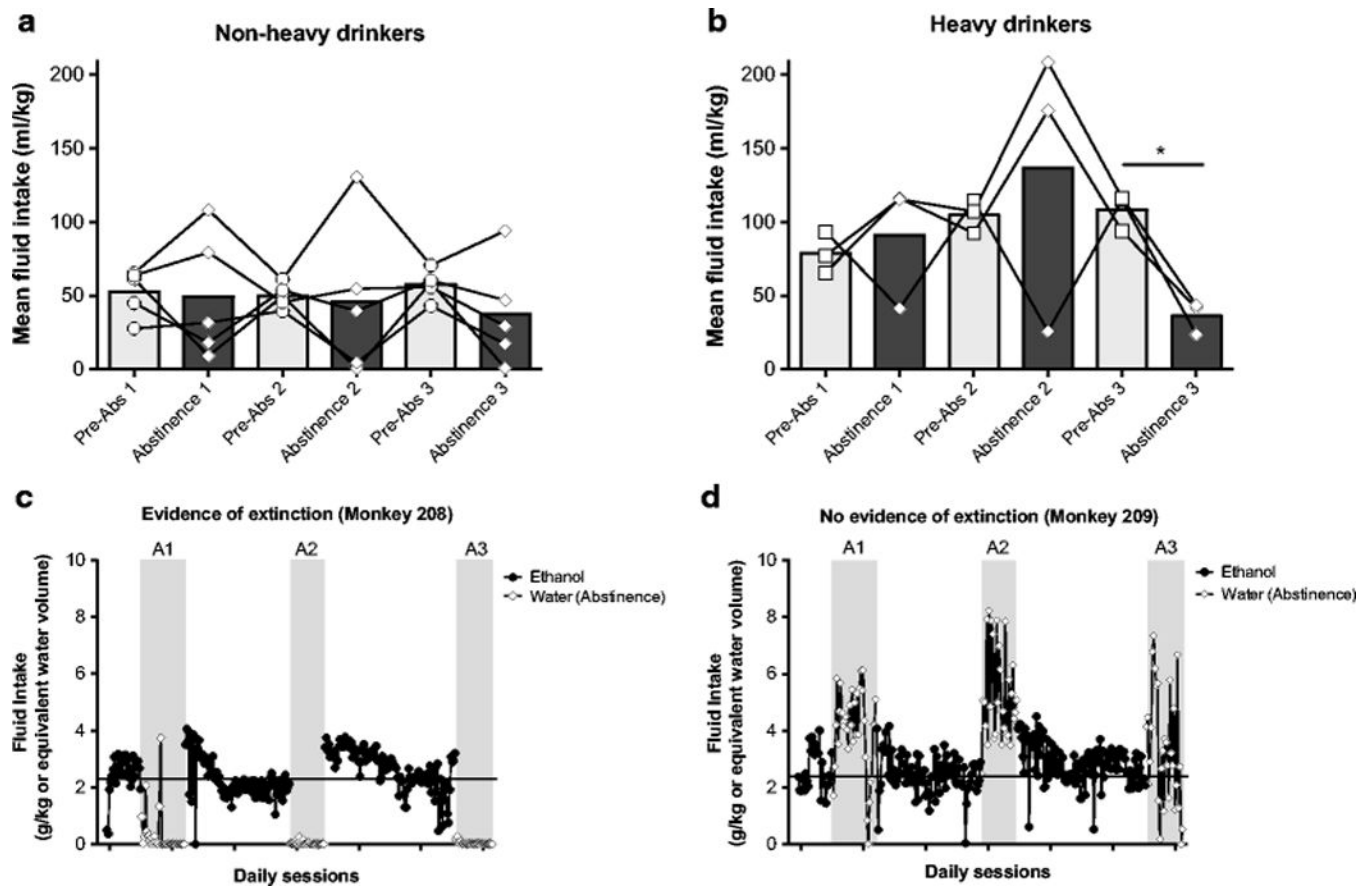 a
Non-heavy drinkers
Mean fluid intake (ml/kg)
200
150
100
50
0
Pre-Abs 1
Abstinence 1
Pre-Abs 2
Abstinence 2
Pre-Abs 3
Abstinence 3
b
Heavy drinkers
Mean fluid intake (ml/kg)
200
150
100
50
0
*
Pre-Abs 1
Abstinence 1
Pre-Abs 2
Abstinence 2
Pre-Abs 3
Abstinence 3
c
Evidence of extinction (Monkey 208)
A1 A2 A3
Fluid Intake
(g/kg or equivalent water volume)
10
8
6
4
2
0
Ethanol
Water (Abstinence)
Daily sessions
d
No evidence of extinction (Monkey 209)
A1 A2 A3
Fluid Intake
(g/kg or equivalent water volume)
10
8
6
4
2
0
Ethanol
Water (Abstinence)
Daily sessions